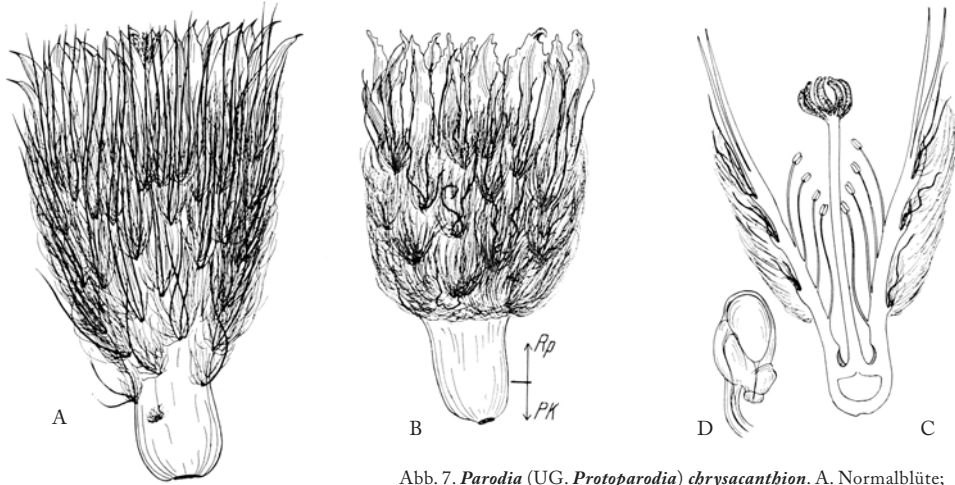 Rp
PK
A
B
D
C
Abb. 7. Parodia (UG. Protoparodia) chrysacanthion. A. Normalblüte;